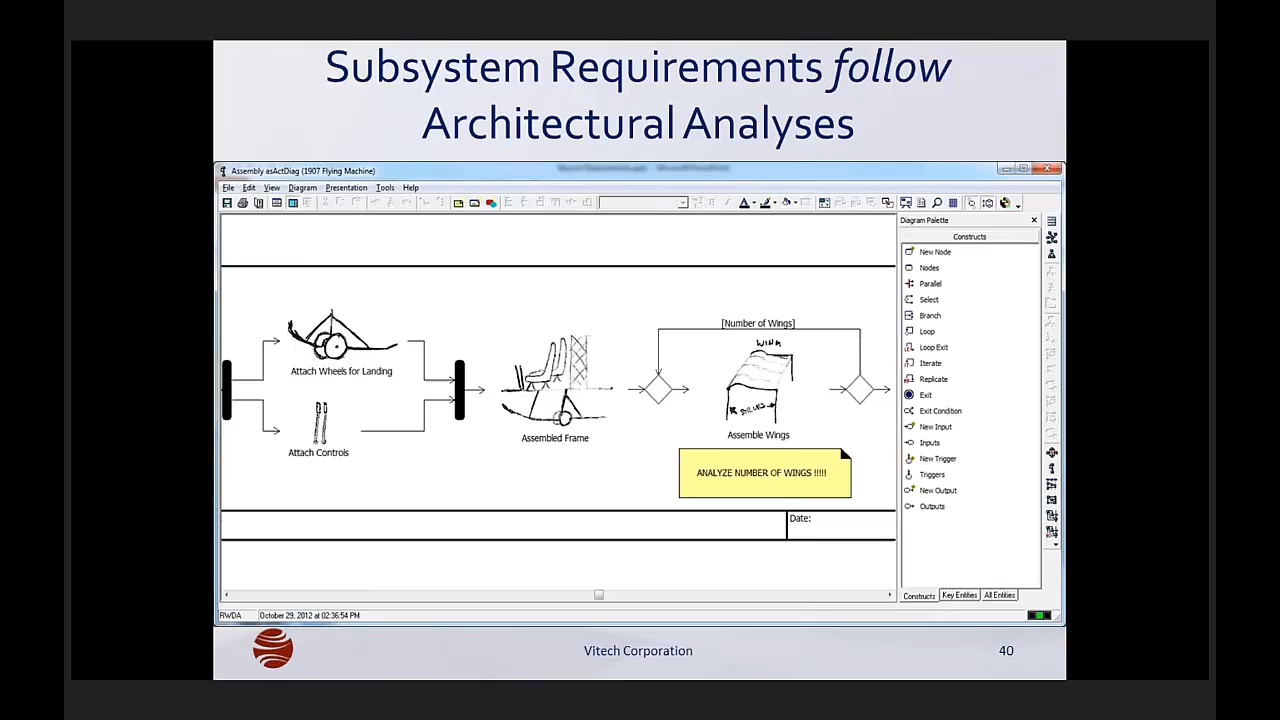 Subsystem Requirements follow
Architectural Analyses
Assembly asActDiag (1907 Flying Machine)
File Edit View Diagram Presentation Tools Help
Diagram Palette
Constructs
New Node
Nodes
Parallel
Select
Branch
Loop
Loop Exit
Iterate
Replicate
Exit
Exit Condition
New Input
Inputs
New Trigger
Triggers
New Output
Outputs
Constructs Key Entities All Entities
[Number of Wings]
WING
Attach Wheels for Landing
Assembled Frame
Assemble Wings
Attach Controls
ANALYZE NUMBER OF WINGS !!!!!
Date:
RWDA October 29, 2012 at 02:36:54 PM
Vitech Corporation 40